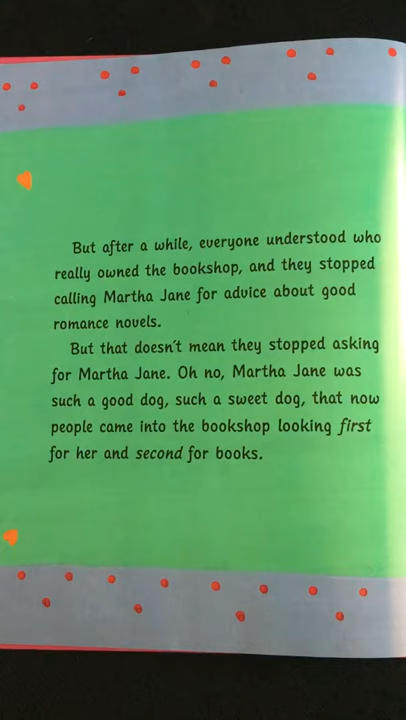 But after a while, everyone understood who
really owned the bookshop, and they stopped
calling Martha Jane for advice about good
romance novels.
But that doesn't mean they stopped asking
for Martha Jane. Oh no, Martha Jane was
such a good dog, such a sweet dog, that now
people came into the bookshop looking first
for her and second for books.